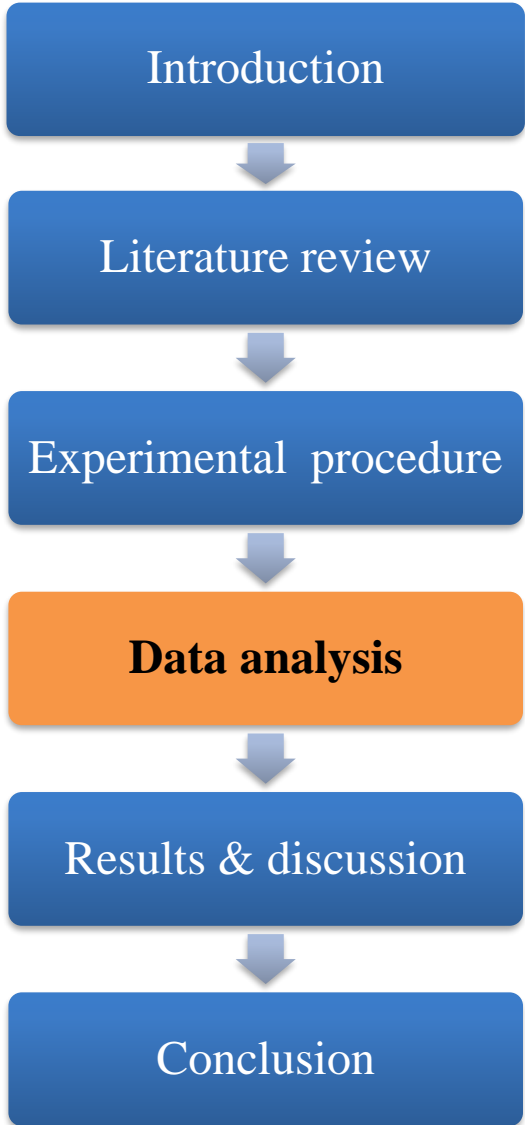 Introduction
Literature review
Experimental procedure
Data analysis
Results & discussion
Conclusion